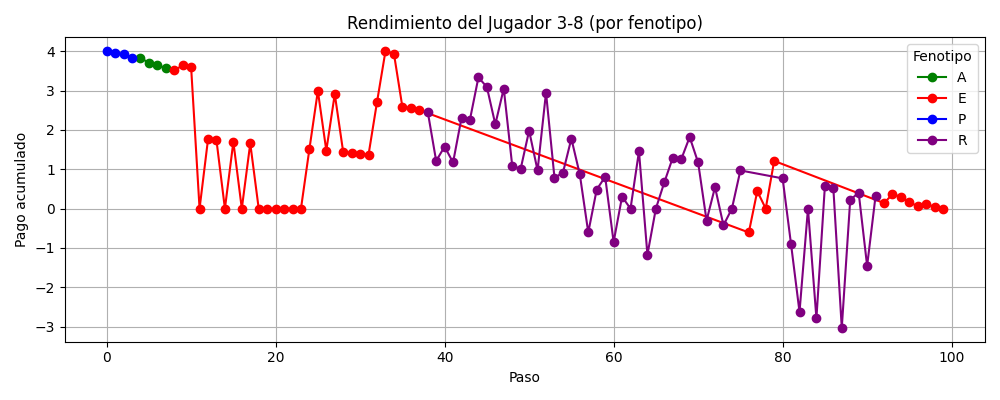 Rendimiento del Jugador 3-8 (por fenotipo)
Pago acumulado
4
3
2
1
0
−1
−2
−3
0 20 40 60 80 100
Paso
Fenotipo
A
E
P
R